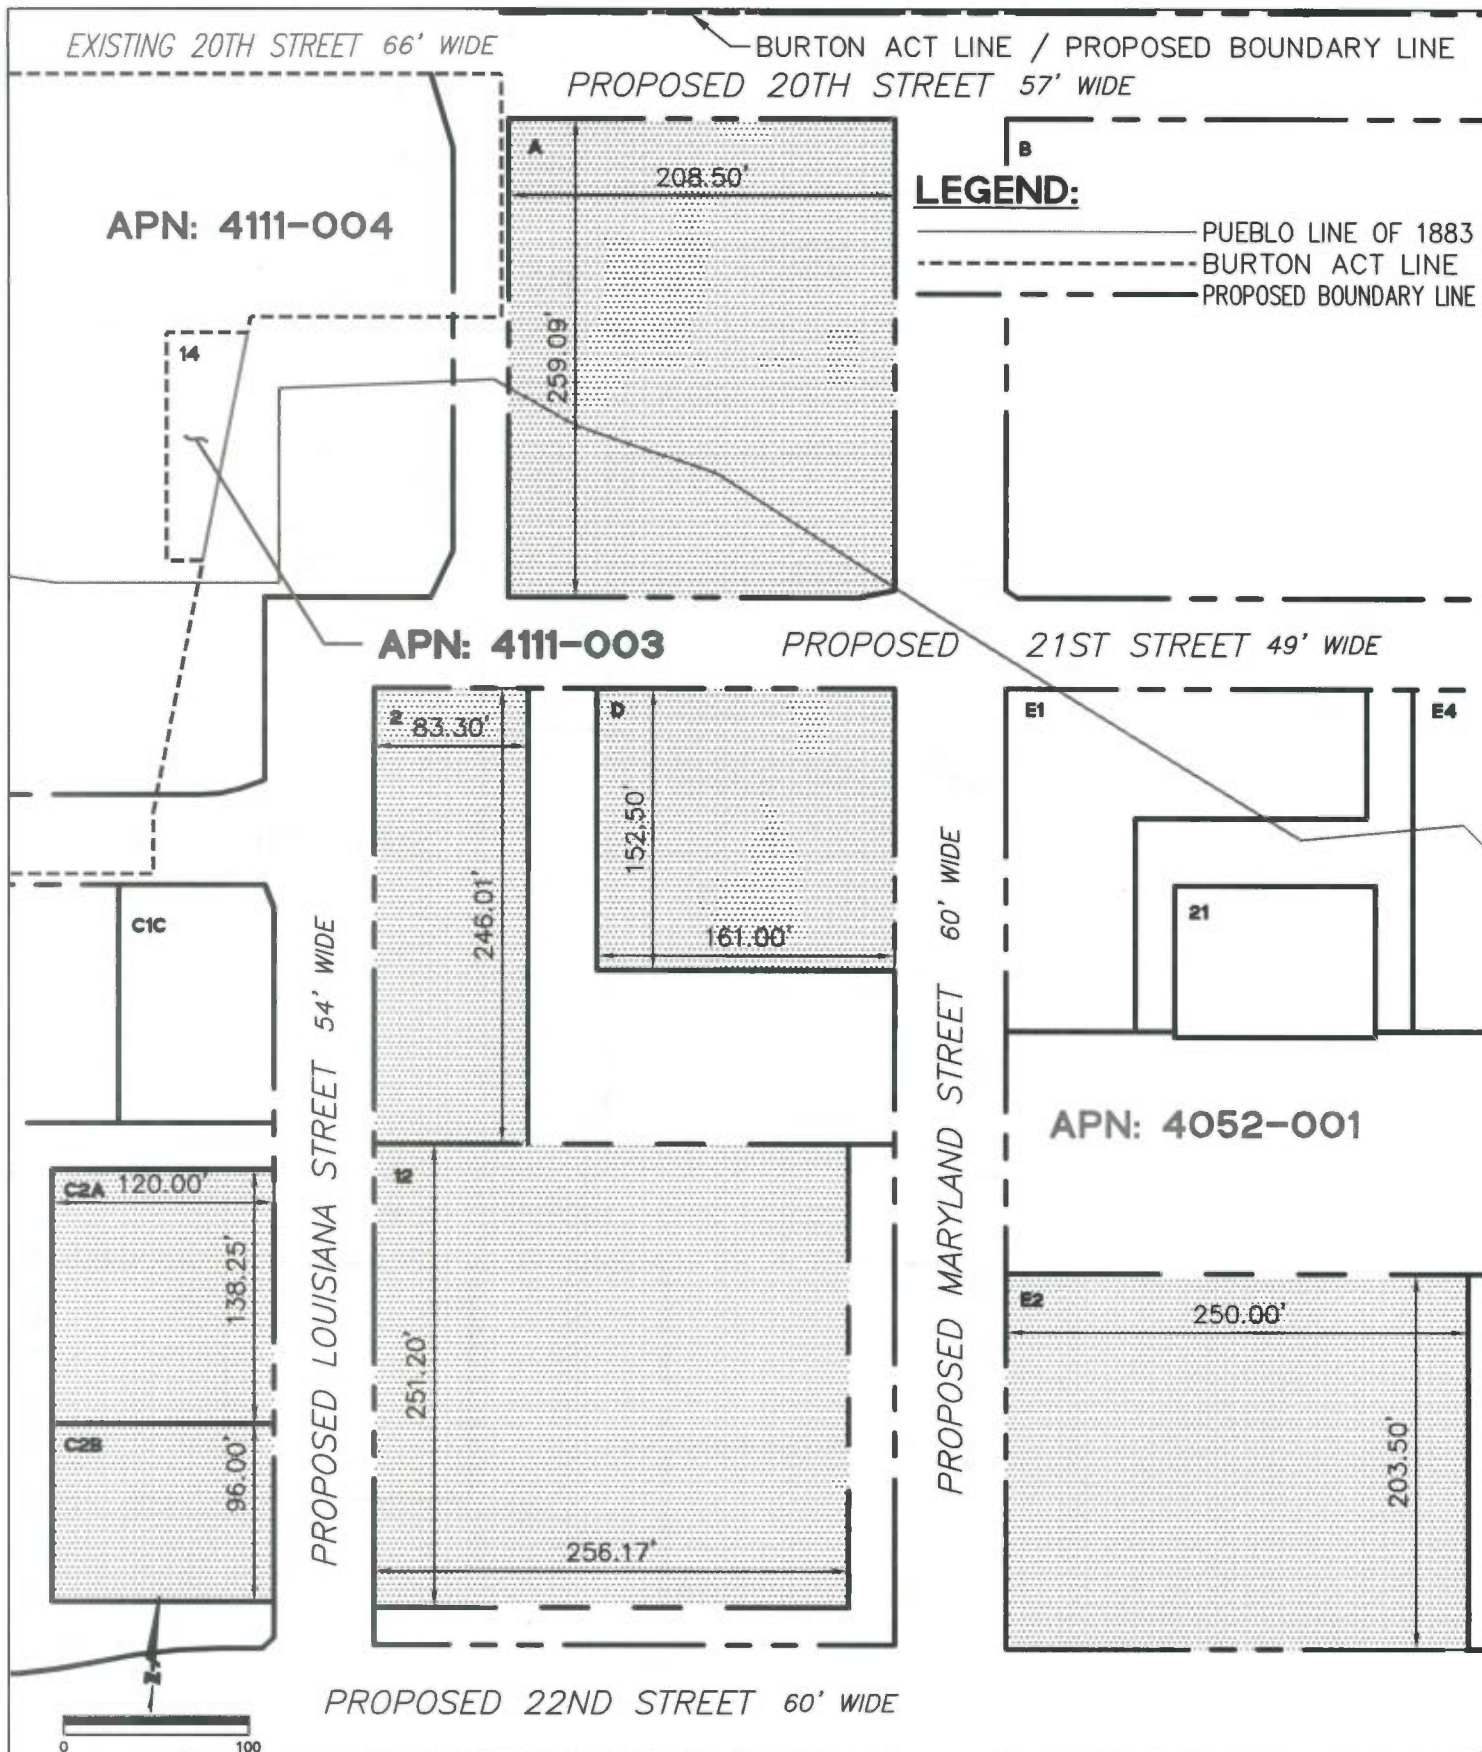 EXISTING 20TH STREET 66' WIDE
BURTON ACT LINE / PROPOSED BOUNDARY LINE
PROPOSED 20TH STREET 57' WIDE
A
208.50'
259.09'
B
LEGEND:
PUEBLO LINE OF 1883
BURTON ACT LINE
PROPOSED BOUNDARY LINE
APN: 4111-004
14
APN: 4111-003
PROPOSED 21ST STREET 49' WIDE
2
83.30'
246.01'
D
152.50'
161.00'
E1
E4
21
C1C
PROPOSED LOUISIANA STREET 54' WIDE
PROPOSED MARYLAND STREET 60' WIDE
APN: 4052-001
C2A
120.00'
138.25'
C2B
96.00'
12
251.20'
256.17'
E2
250.00'
203.50'
N
PROPOSED 22ND STREET 60' WIDE
0 100